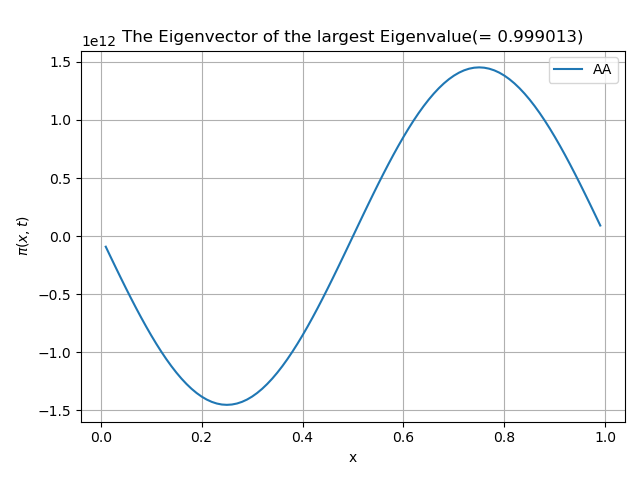 1e12 The Eigenvector of the largest Eigenvalue(= 0.999013)
AA
1.5
1.0
0.5
0.0
−0.5
−1.0
−1.5
π(x, t)
0.0 0.2 0.4 0.6 0.8 1.0
x